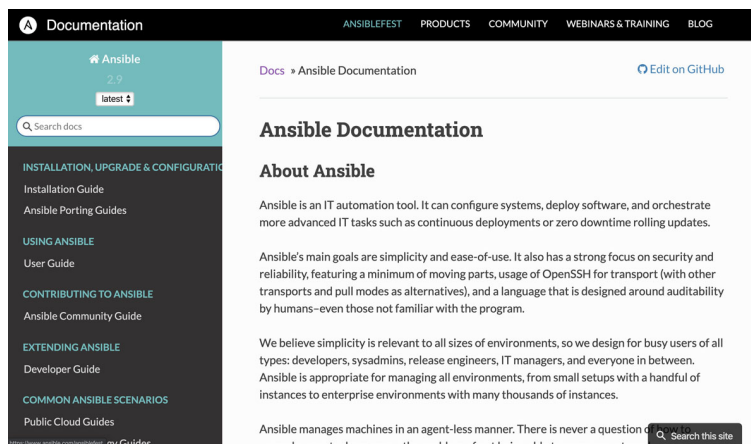 A Documentation
ANSIBLEFEST PRODUCTS COMMUNITY WEBINARS & TRAINING BLOG
Ansible
2.9
latest
Search docs
INSTALLATION, UPGRADE & CONFIGURATIO
Installation Guide
Ansible Porting Guides
USING ANSIBLE
User Guide
CONTRIBUTING TO ANSIBLE
Ansible Community Guide
EXTENDING ANSIBLE
Developer Guide
COMMON ANSIBLE SCENARIOS
Public Cloud Guides
Guides
Docs » Ansible Documentation
Edit on GitHub
Ansible Documentation
About Ansible
Ansible is an IT automation tool. It can configure systems, deploy software, and orchestrate
more advanced IT tasks such as continuous deployments or zero downtime rolling updates.
Ansible's main goals are simplicity and ease-of-use. It also has a strong focus on security and
reliability, featuring a minimum of moving parts, usage of OpenSSH for transport (with other
transports and pull modes as alternatives), and a language that is designed around auditability
by humans–even those not familiar with the program.
We believe simplicity is relevant to all sizes of environments, so we design for busy users of all
types: developers, sysadmins, release engineers, IT managers, and everyone in between.
Ansible is appropriate for managing all environments, from small setups with a handful of
instances to enterprise environments with many thousands of instances.
Ansible manages machines in an agent-less manner. There is never a question of how to
Search this site